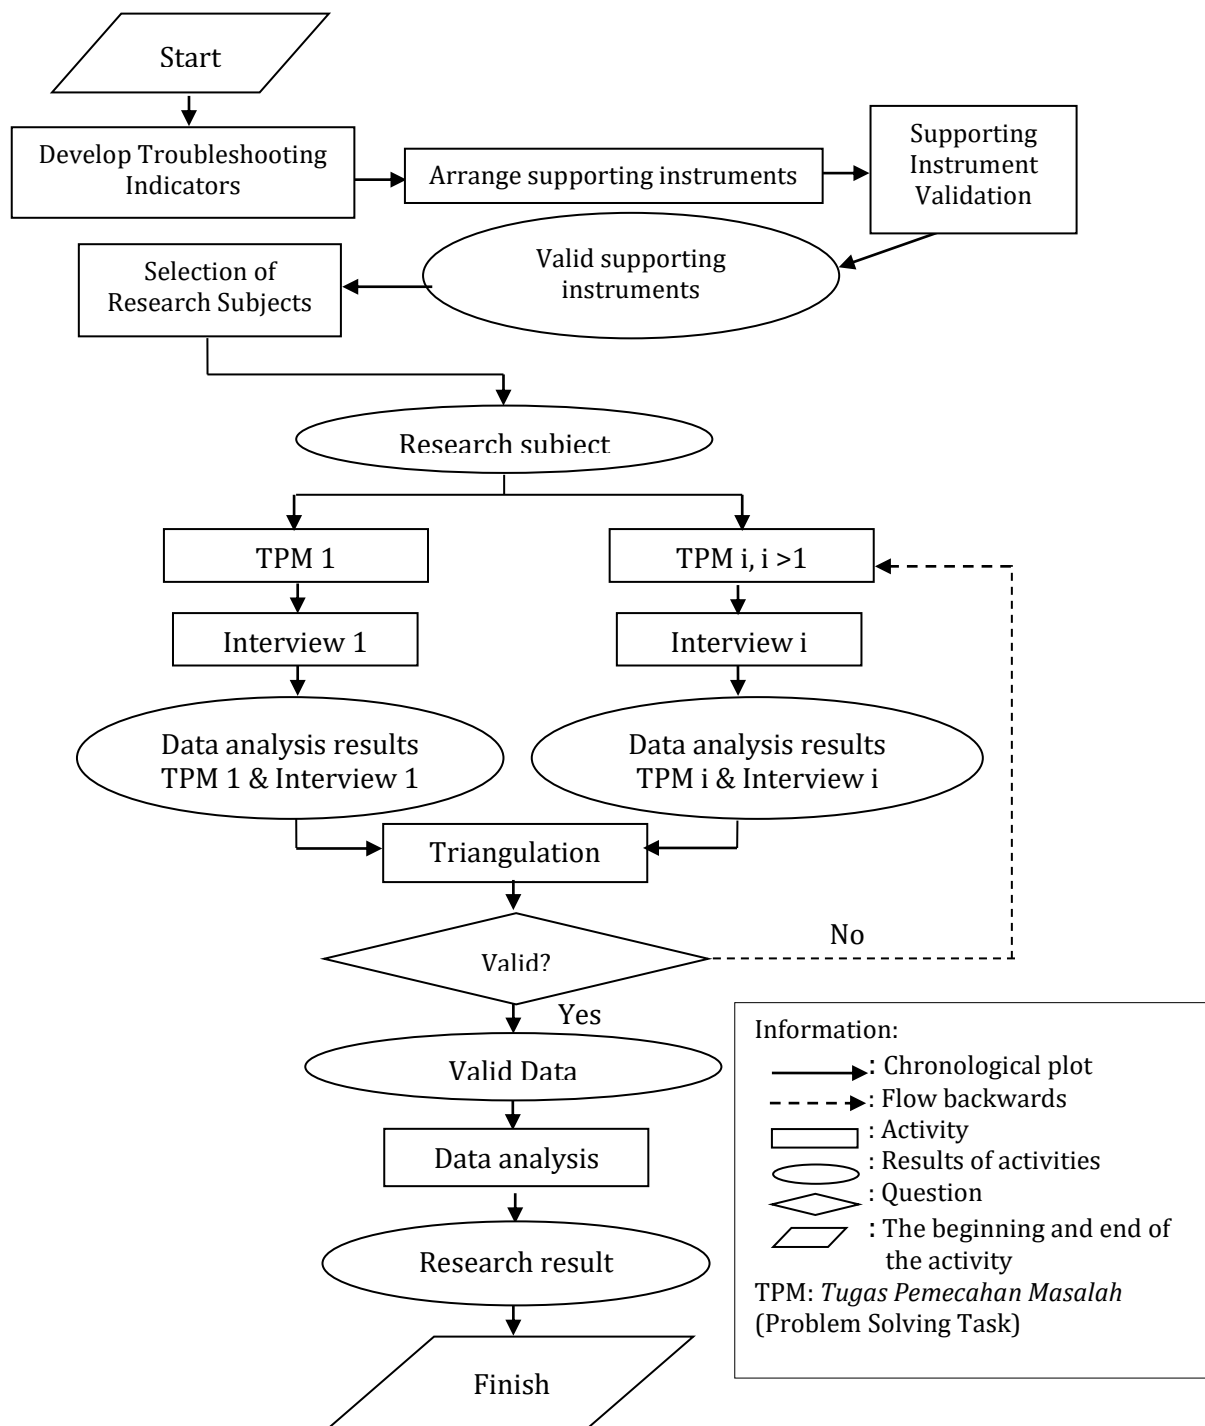 Start
Develop Troubleshooting
Indicators
Arrange supporting instruments
Supporting
Instrument
Validation
Valid supporting
instruments
Selection of
Research Subjects
Research subject
TPM 1
TPM i, i >1
Interview 1
Interview i
Data analysis results
TPM 1 & Interview 1
Data analysis results
TPM i & Interview i
Triangulation
Valid?
No
Yes
Valid Data
Data analysis
Research result
Finish
Information:
: Chronological plot
: Flow backwards
: Activity
: Results of activities
: Question
: The beginning and end of
the activity
TPM: Tugas Pemecahan Masalah
(Problem Solving Task)